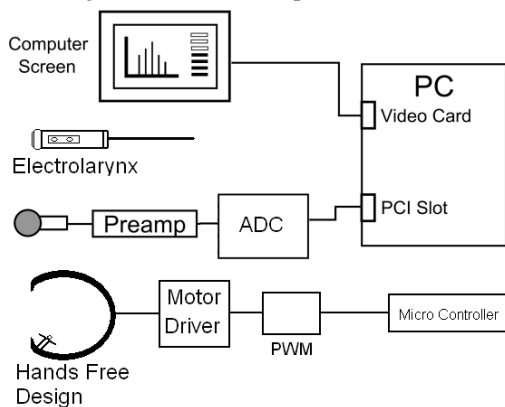 Computer
Screen
PC
Video Card
Electrolarynx
PCI Slot
Preamp
ADC
Motor
Driver
PWM
Micro Controller
Hands Free
Design